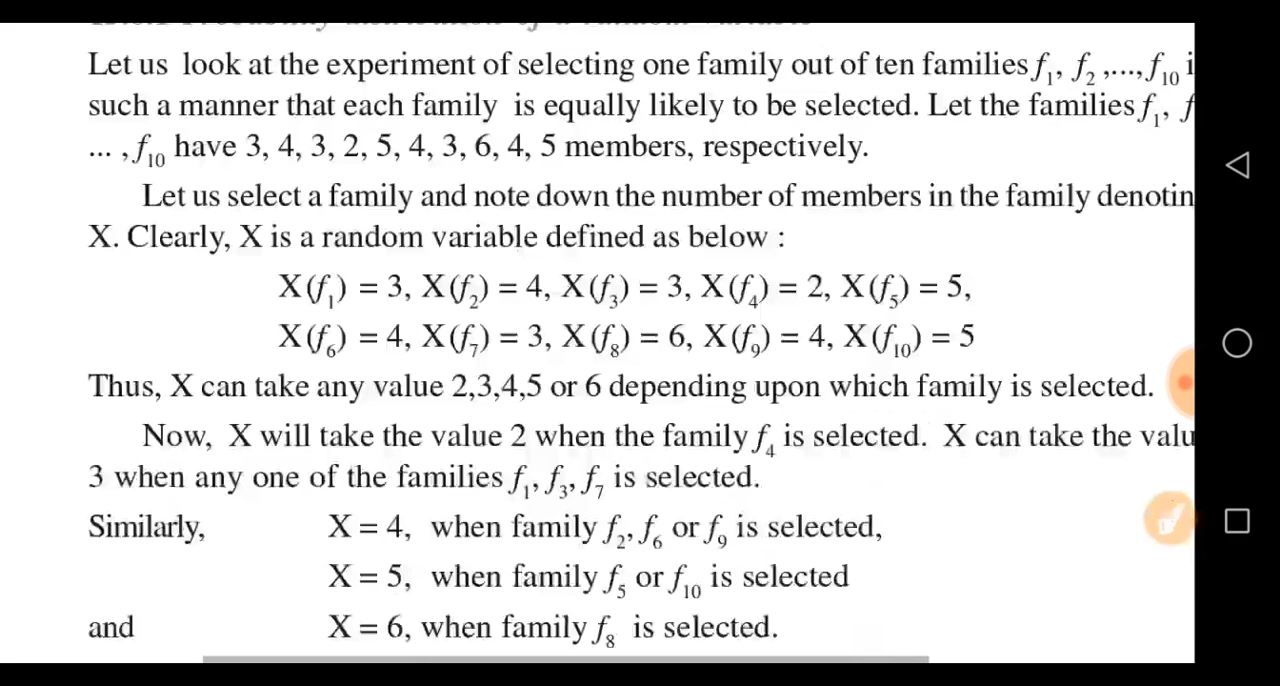 Let us look at the experiment of selecting one family out of ten families f₁, f₂ ,...., f₁₀ i
such a manner that each family is equally likely to be selected. Let the families f₁, f
... , f₁₀ have 3, 4, 3, 2, 5, 4, 3, 6, 4, 5 members, respectively.
Let us select a family and note down the number of members in the family denotin
X. Clearly, X is a random variable defined as below :
X(f₁) = 3, X(f₂) = 4, X(f₃) = 3, X(f₄) = 2, X(f₅) = 5,
X(f₆) = 4, X(f₇) = 3, X(f₈) = 6, X(f₉) = 4, X(f₁₀) = 5
Thus, X can take any value 2,3,4,5 or 6 depending upon which family is selected.
Now, X will take the value 2 when the family f₄ is selected. X can take the valu
3 when any one of the families f₁, f₃, f₇ is selected.
Similarly, X = 4, when family f₂, f₆ or f₉ is selected,
X = 5, when family f₅ or f₁₀ is selected
and X = 6, when family f₈ is selected.